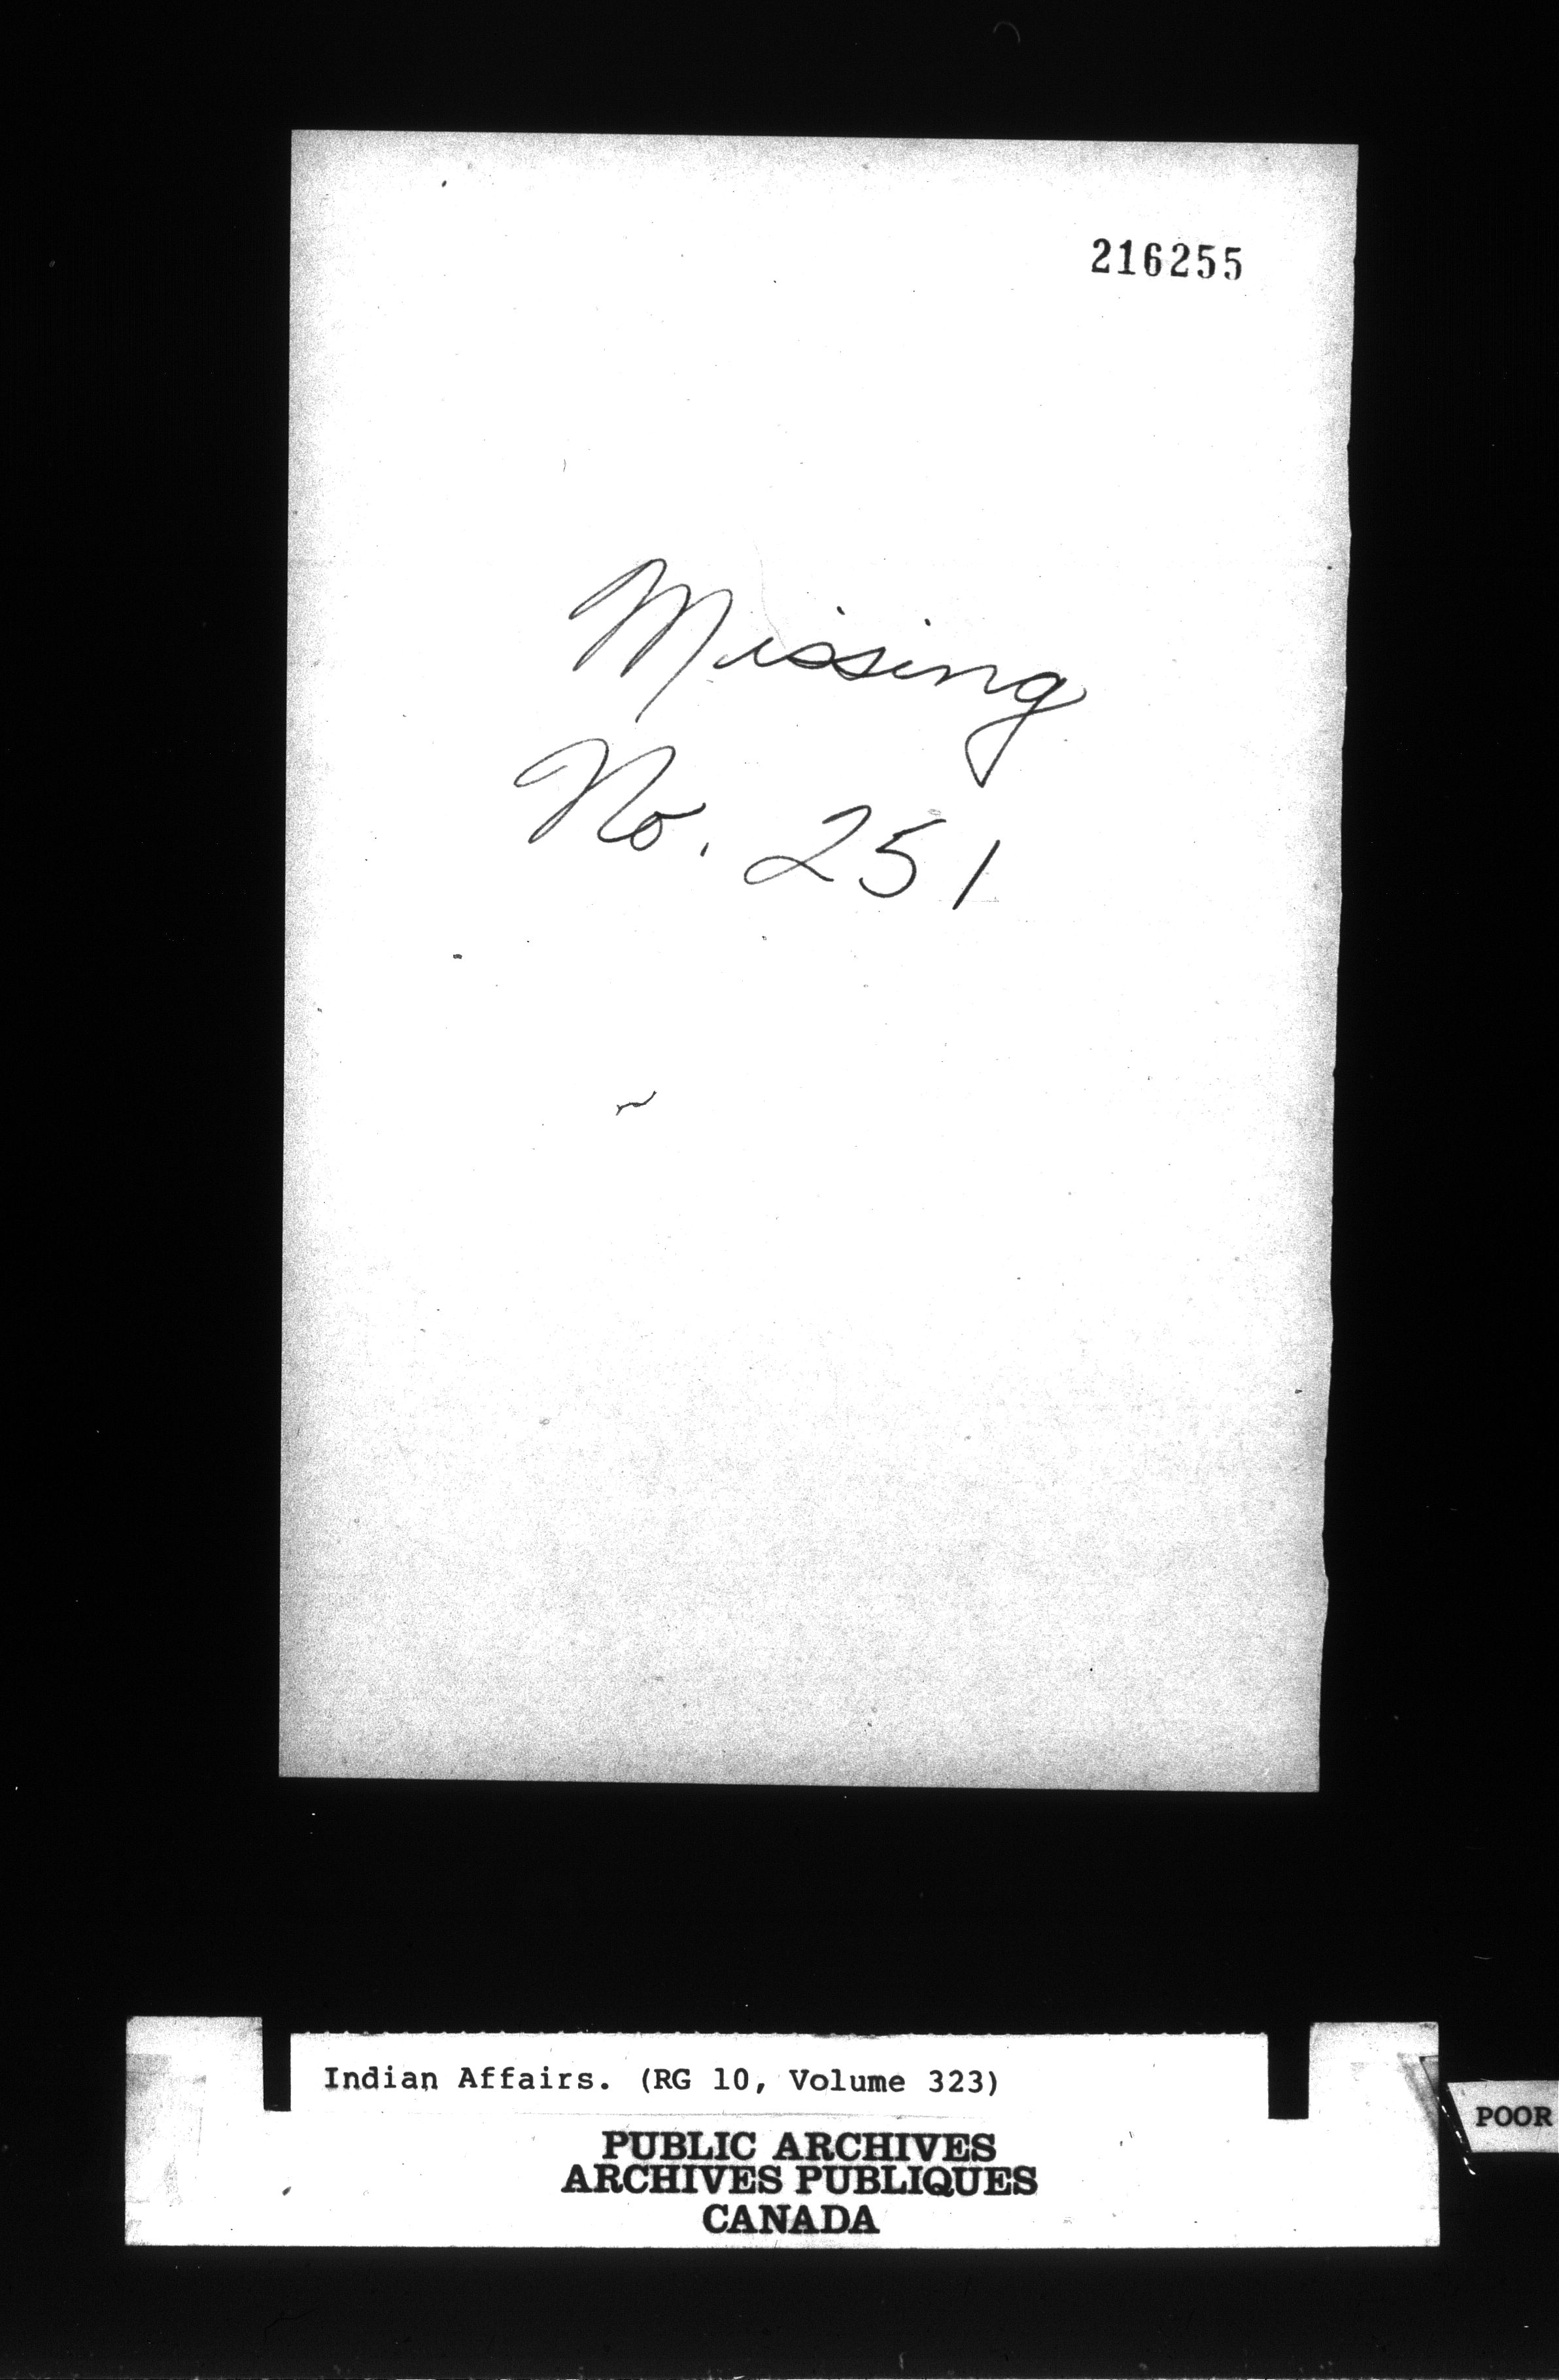 216255
Missing
No. 251
Indian Affairs. (RG 10, Volume 323)
PUBLIC ARCHIVES
ARCHIVES PUBLIQUES
CANADA
POOR